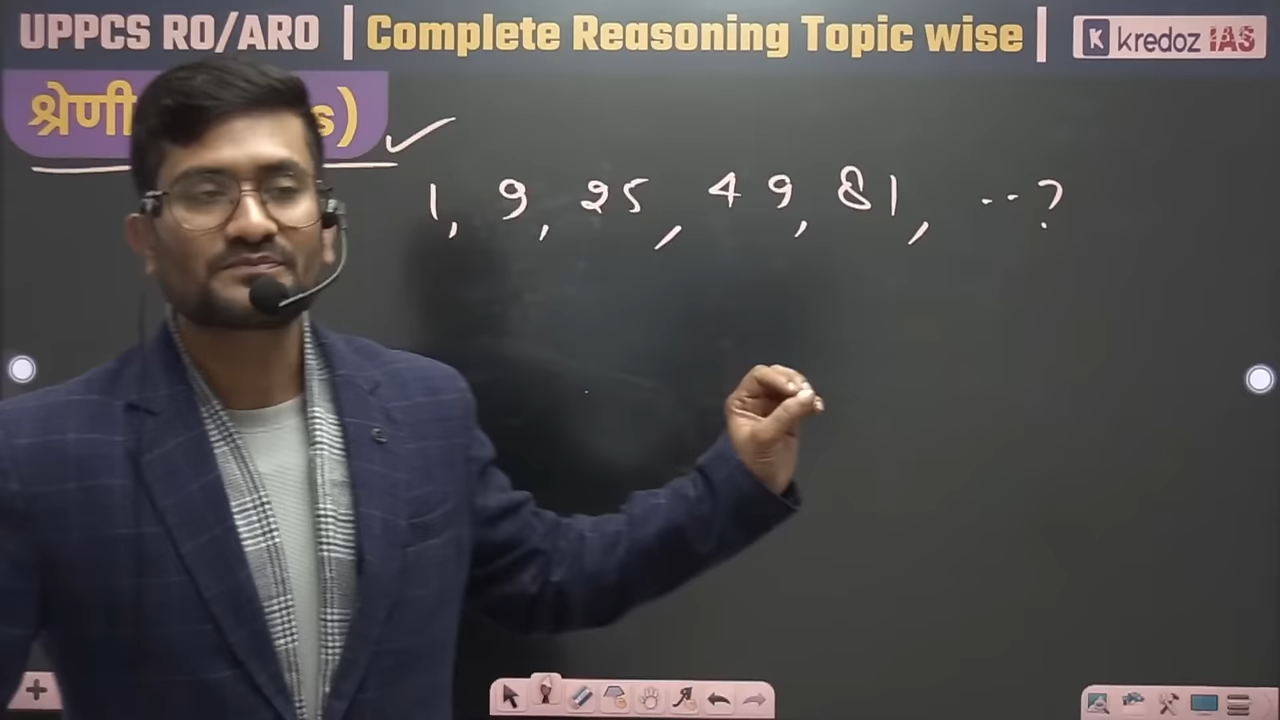 UPPCS RO/ARO | Complete Reasoning Topic wise |
K kredoz IAS
श्रेणी s)
1, 9, 25, 49, 81, --?